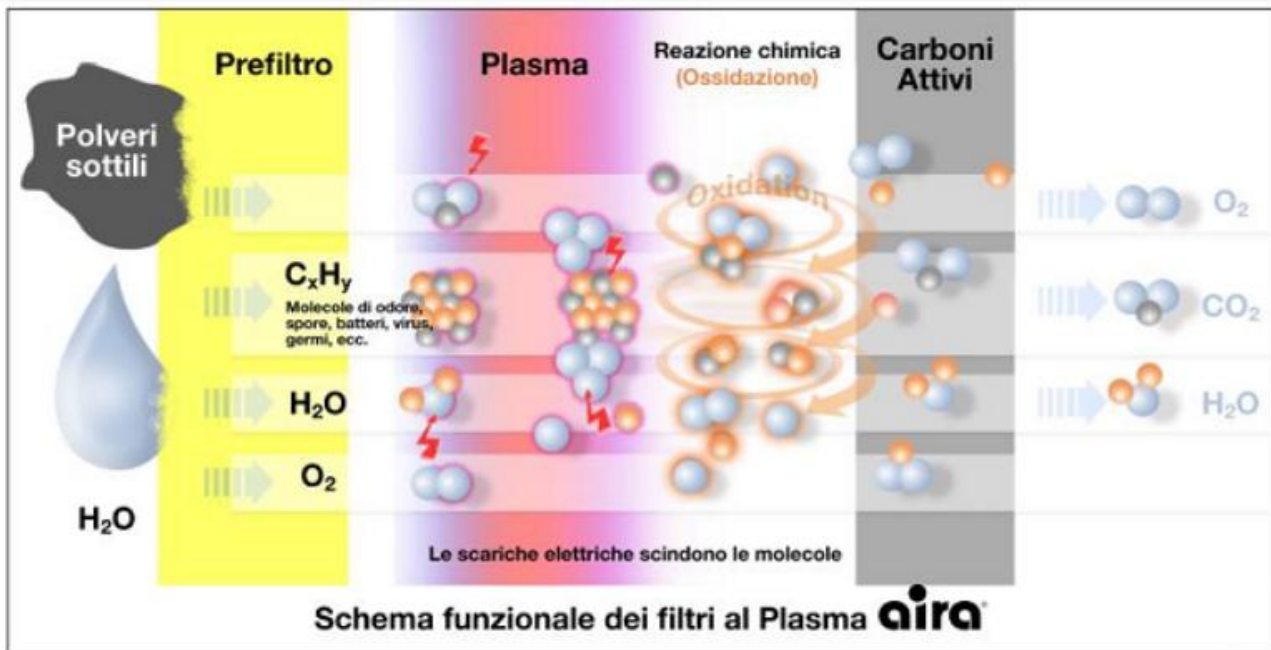 Polveri
sottili
H₂O
Prefiltro
CₓHᵧ
Molecole di odore,
spore, batteri, virus,
germi, ecc.
H₂O
O₂
Plasma
Reazione chimica
(Ossidazione)
Oxidation
Carboni
Attivi
O₂
CO₂
H₂O
Le scariche elettriche scindono le molecole
Schema funzionale dei filtri al Plasma aira®